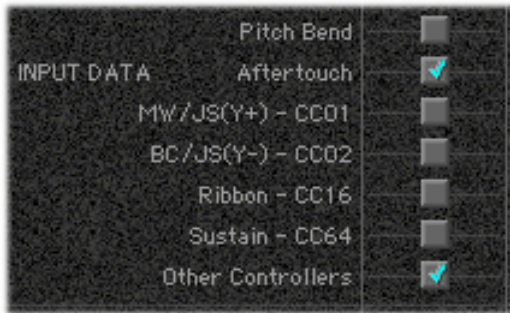 Pitch Bend
INPUT DATA Aftertouch
MW/JS(Y+) - CC01
BC/JS(Y-) - CC02
Ribbon - CC16
Sustain - CC64
Other Controllers